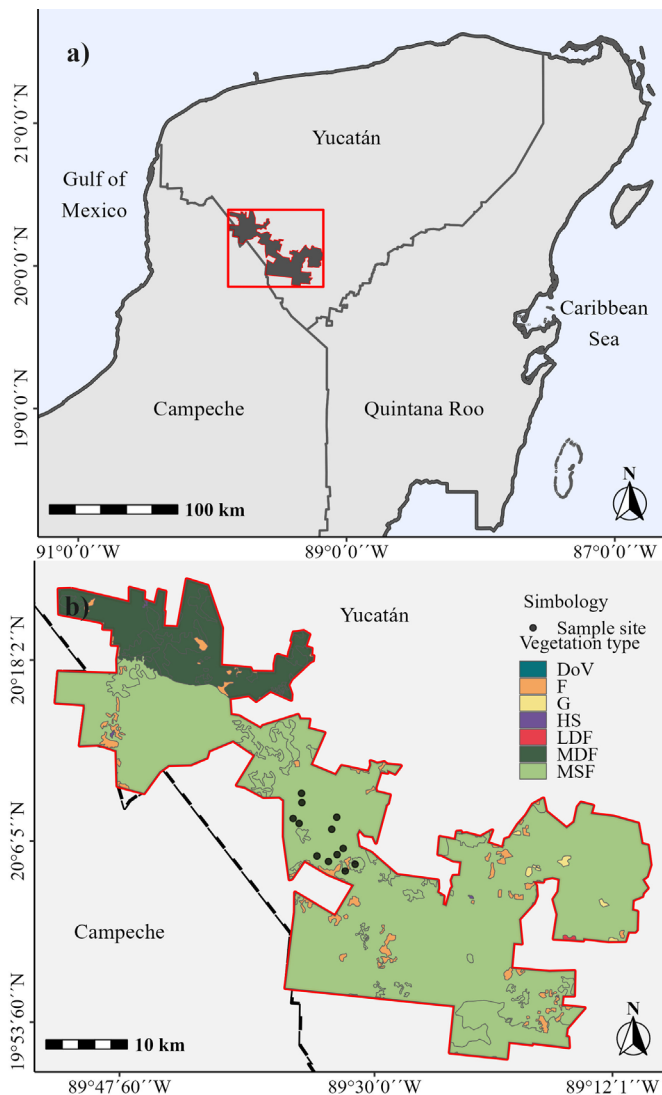 a)
Yucatán
Gulf of
Mexico
Caribbean
Sea
Campeche
Quintana Roo
N
100 km
21°0´0´´N
20°0´0´´N
19°0´0´´N
91°0´0´´W
89°0´0´´W
87°0´0´´W
b)
Yucatán
Simbology
Sample site
Vegetation type
DoV
F
G
HS
LDF
MDF
MSF
Campeche
N
10 km
20°18´2´´N
20°6´5´´N
19°53´60´´N
89°47´60´´W
89°30´0´´W
89°12´1´´W